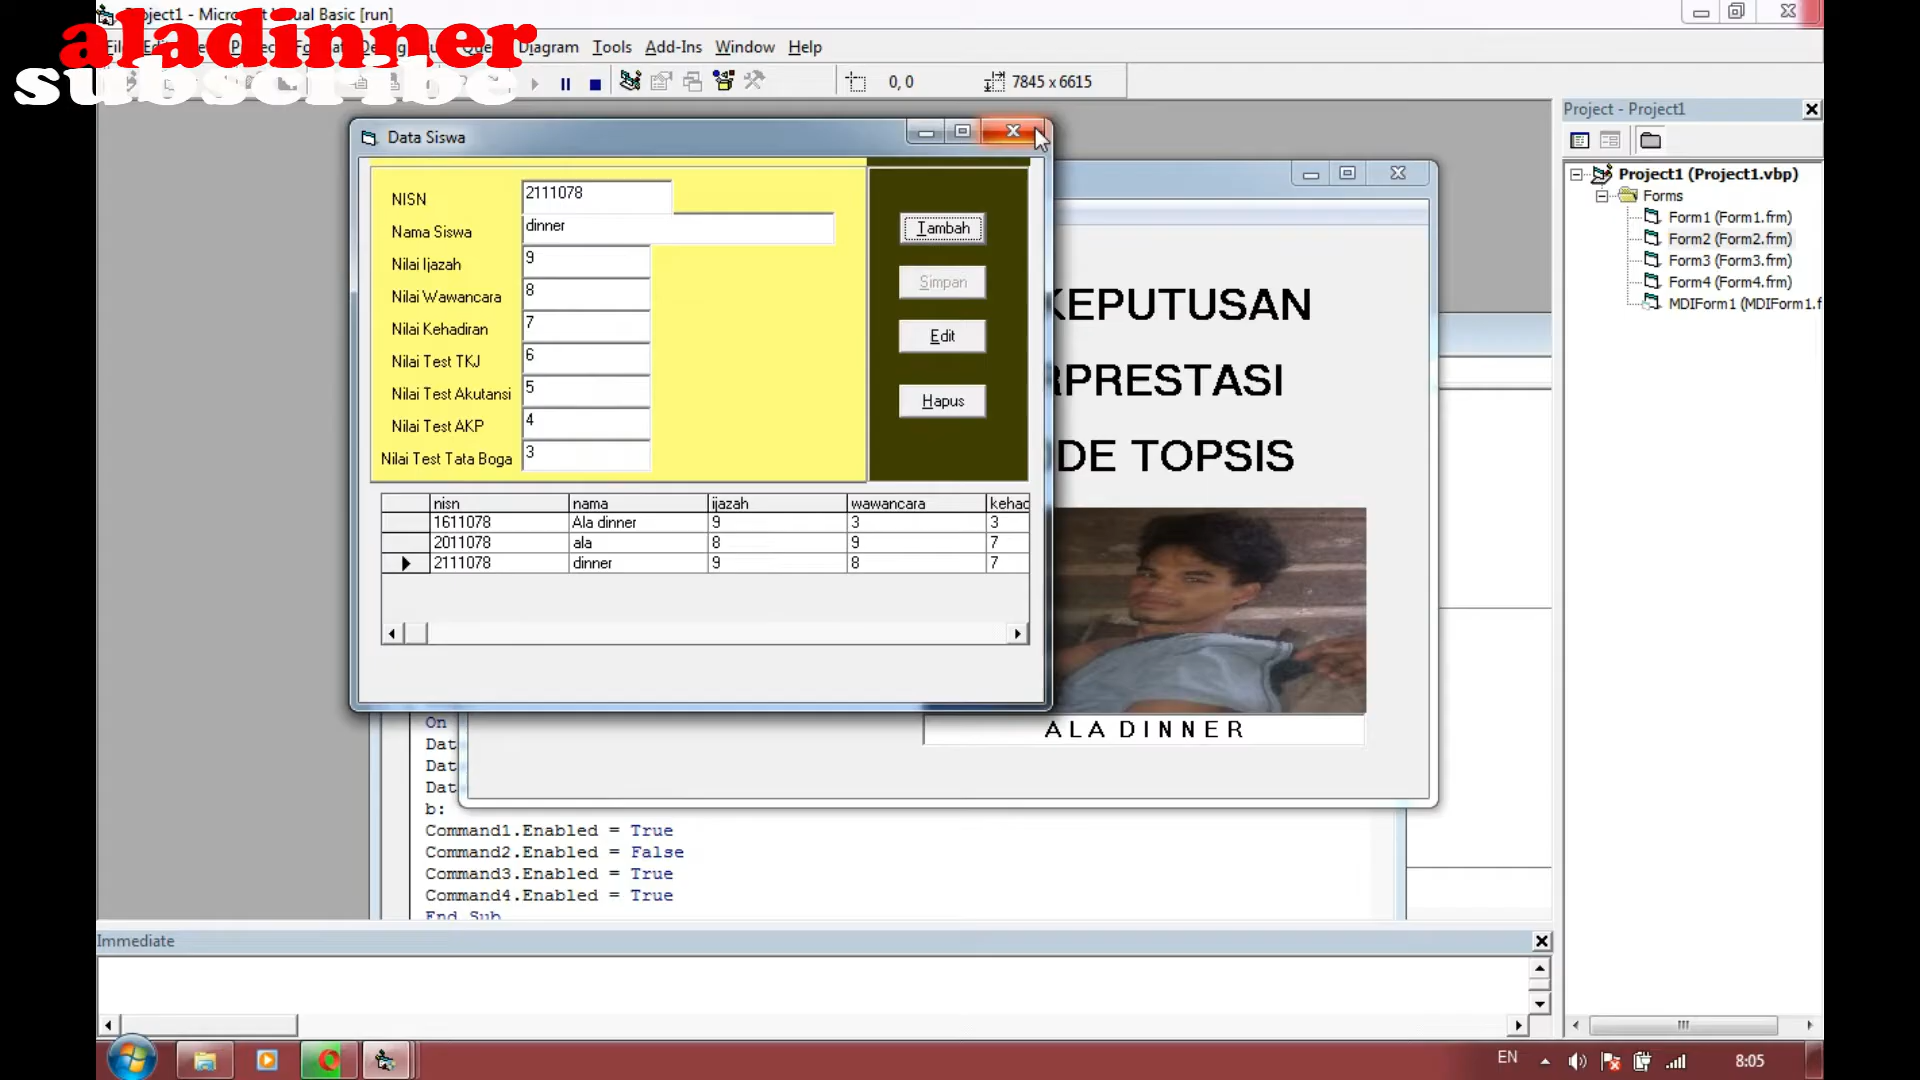 Project1 - Micros Visual Basic [run]
aladinner
subscribe
Diagram Tools Add-Ins Window Help
0, 0
7845 x 6615
Project - Project1
Project1 (Project1.vbp)
Forms
Form1 (Form1.frm)
Form2 (Form2.frm)
Form3 (Form3.frm)
Form4 (Form4.frm)
MDIForm1 (MDIForm1.f
Data Siswa
NISN 2111078
Nama Siswa dinner
Nilai Ijazah 9
Nilai Wawancara 8
Nilai Kehadiran 7
Nilai Test TKJ 6
Nilai Test Akutansi 5
Nilai Test AKP 4
Nilai Test Tata Boga 3
Tambah
Simpan
Edit
Hapus
nisn nama ijazah wawancara kehad
1611078 Ala dinner 9 3 3
2011078 ala 8 9 7
2111078 dinner 9 8 7
KEPUTUSAN
RPRESTASI
DE TOPSIS
ALA DINNER
On
Dat
Dat
Dat
b:
Command1.Enabled = True
Command2.Enabled = False
Command3.Enabled = True
Command4.Enabled = True
End Sub
Immediate
EN
8:05